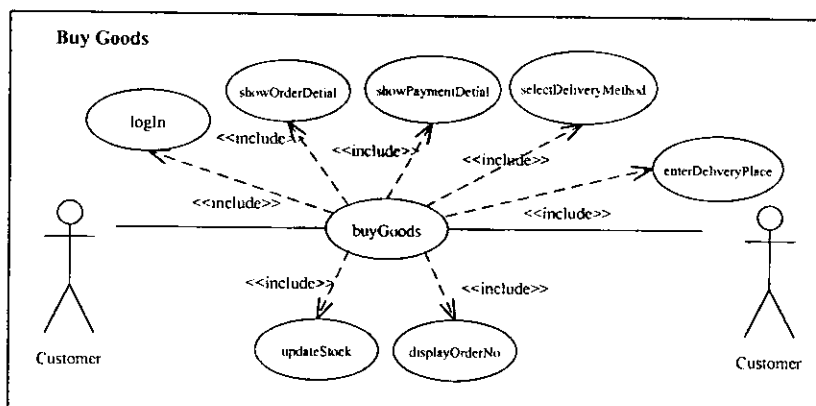 Buy Goods
showOrderDetial
showPaymentDetial
selectDeliveryMethod
logIn
<<include>>
<<include>>
<<include>>
enterDeliveryPlace
<<include>>
<<include>>
buyGoods
<<include>>
<<include>>
updateStock
displayOrderNo
Customer
Customer